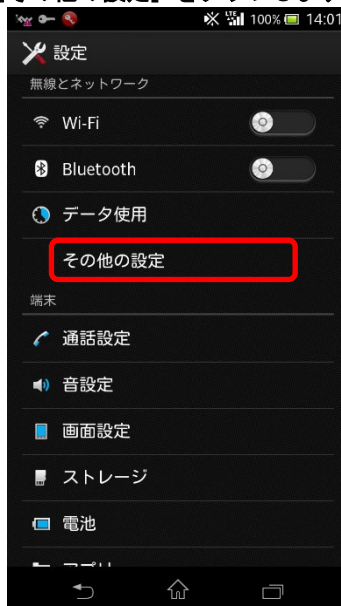 100% 14:01
設定
無線とネットワーク
Wi-Fi
Bluetooth
データ使用
その他の設定
端末
通話設定
音設定
画面設定
ストレージ
電池